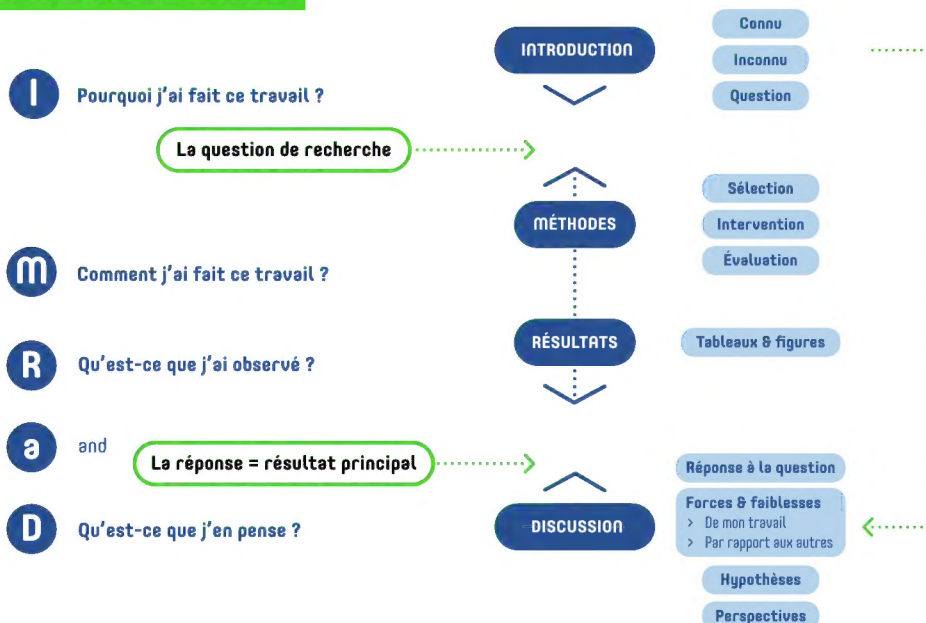 I
Pourquoi j'ai fait ce travail ?
La question de recherche
m
Comment j'ai fait ce travail ?
R
Qu'est-ce que j'ai observé ?
a
and
La réponse = résultat principal
D
Qu'est-ce que j'en pense ?
INTRODUCTION
Connu
Inconnu
Question
MÉTHODES
Sélection
Intervention
Évaluation
RÉSULTATS
Tableaux & figures
DISCUSSION
Réponse à la question
Forces & faiblesses
> De mon travail
> Par rapport aux autres
Hypothèses
Perspectives